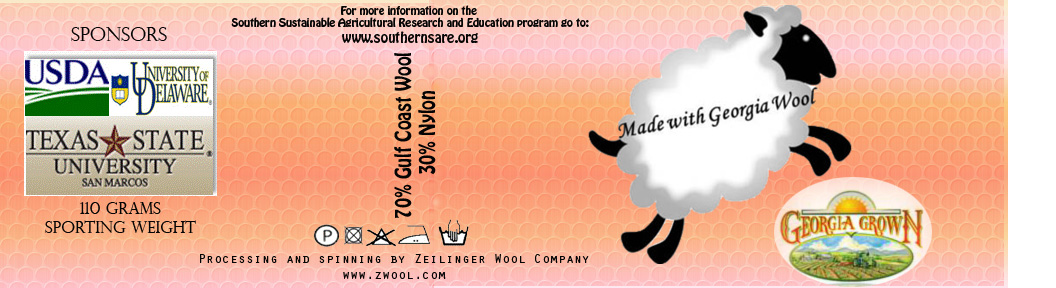 SPONSORS
USDA
UNIVERSITY OF
DELAWARE
TEXAS STATE
UNIVERSITY
SAN MARCOS
110 GRAMS
SPORTING WEIGHT
For more information on the
Southern Sustainable Agricultural Research and Education program go to:
www.southernsare.org
70% Gulf Coast Wool
30% Nylon
P
PROCESSING AND SPINNING BY ZEILINGER WOOL COMPANY
WWW.ZWOOL.COM
Made with Georgia Wool
GEORGIA GROWN